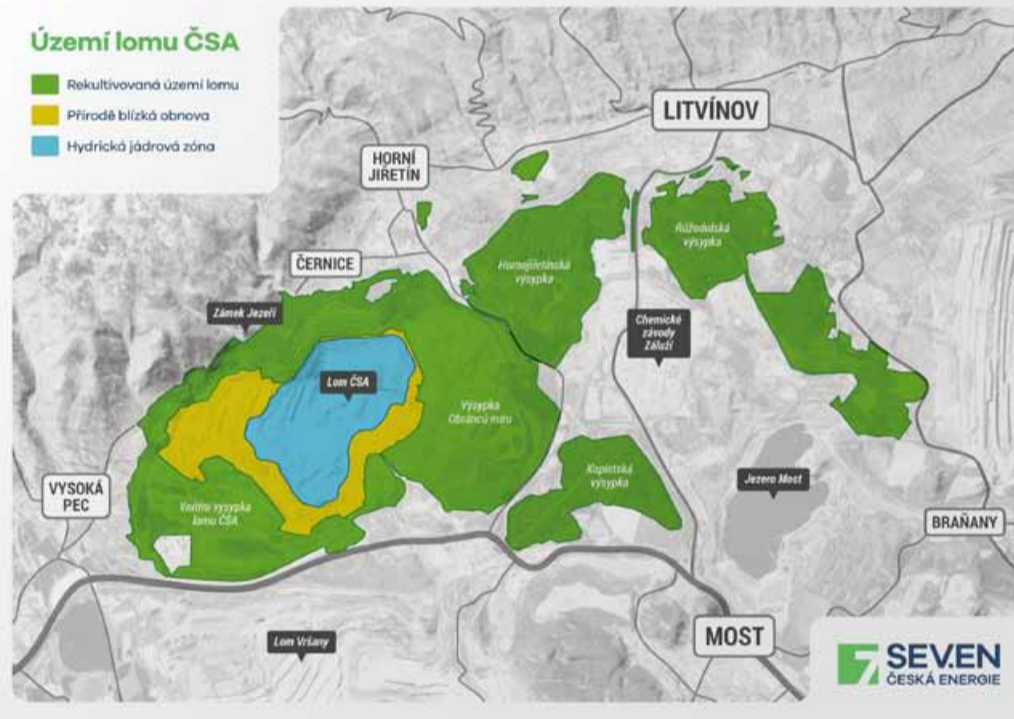 Území lomu ČSA
Rekultivovaná území lomu
Přírodě blízká obnova
Hydrická jádrová zóna
LITVÍNOV
HORNÍ
JIŘETÍN
Růžodolská
výsypka
ČERNICE
Hornojiřetínská
výsypka
Zámek Jezeří
Chemické
závody
Záluží
Lom ČSA
Výsypka
Obránců míru
Kopistská
výsypka
Jezero Most
VYSOKÁ
PEC
Vnitřní výsypka
lomu ČSA
BRAŇANY
Lom Vršany
MOST
7 SEV.EN
ČESKÁ ENERGIE